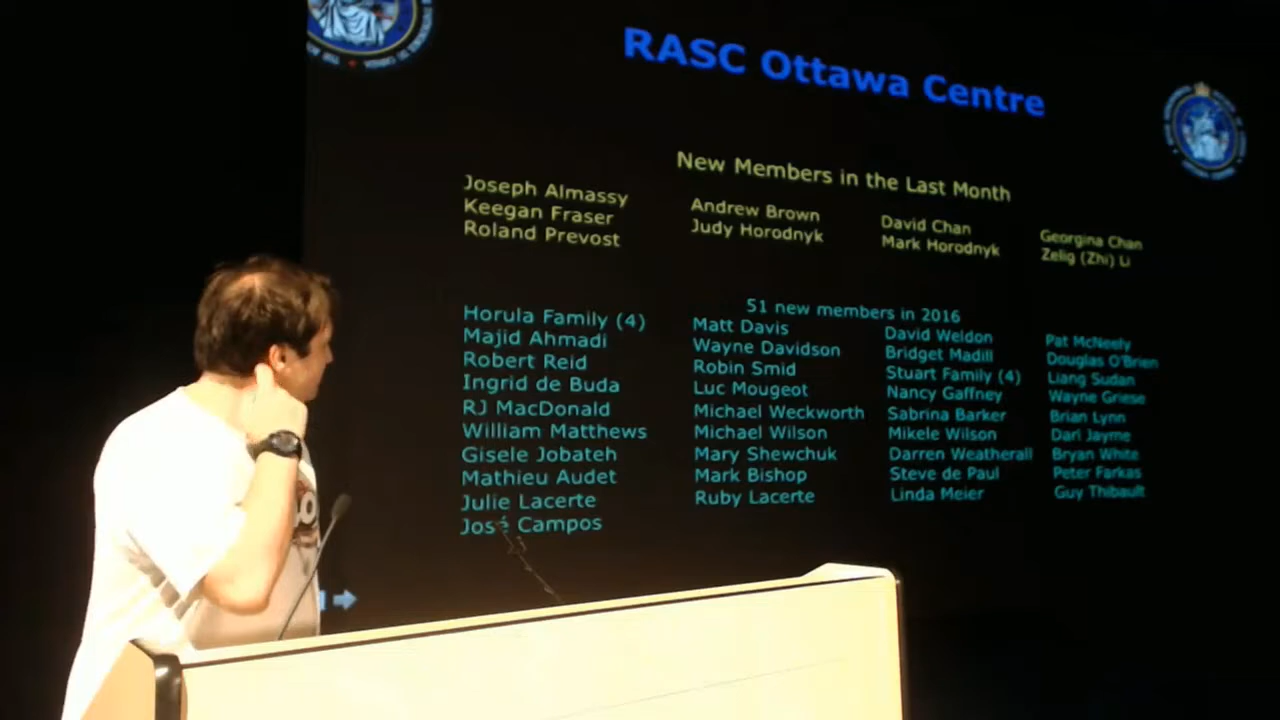 RASC Ottawa Centre
New Members in the Last Month
Joseph Almassy Andrew Brown David Chan Georgina Chan
Keegan Fraser Judy Horodnyk Mark Horodnyk Zelig (Zhi) Li
Roland Prevost
51 new members in 2016
Horula Family (4) Matt Davis David Weldon Pat McNeely
Majid Ahmadi Wayne Davidson Bridget Madill Douglas O'Brien
Robert Reid Robin Smid Stuart Family (4) Liang Sudan
Ingrid de Buda Luc Mougeot Nancy Gaffney Wayne Griese
RJ MacDonald Michael Weckworth Sabrina Barker Brian Lynn
William Matthews Michael Wilson Mikele Wilson Dari Jayme
Gisele Jobateh Mary Shewchuk Darren Weatherall Bryan White
Mathieu Audet Mark Bishop Steve de Paul Peter Farkas
Julie Lacerte Ruby Lacerte Linda Meier Guy Thibault
José Campos